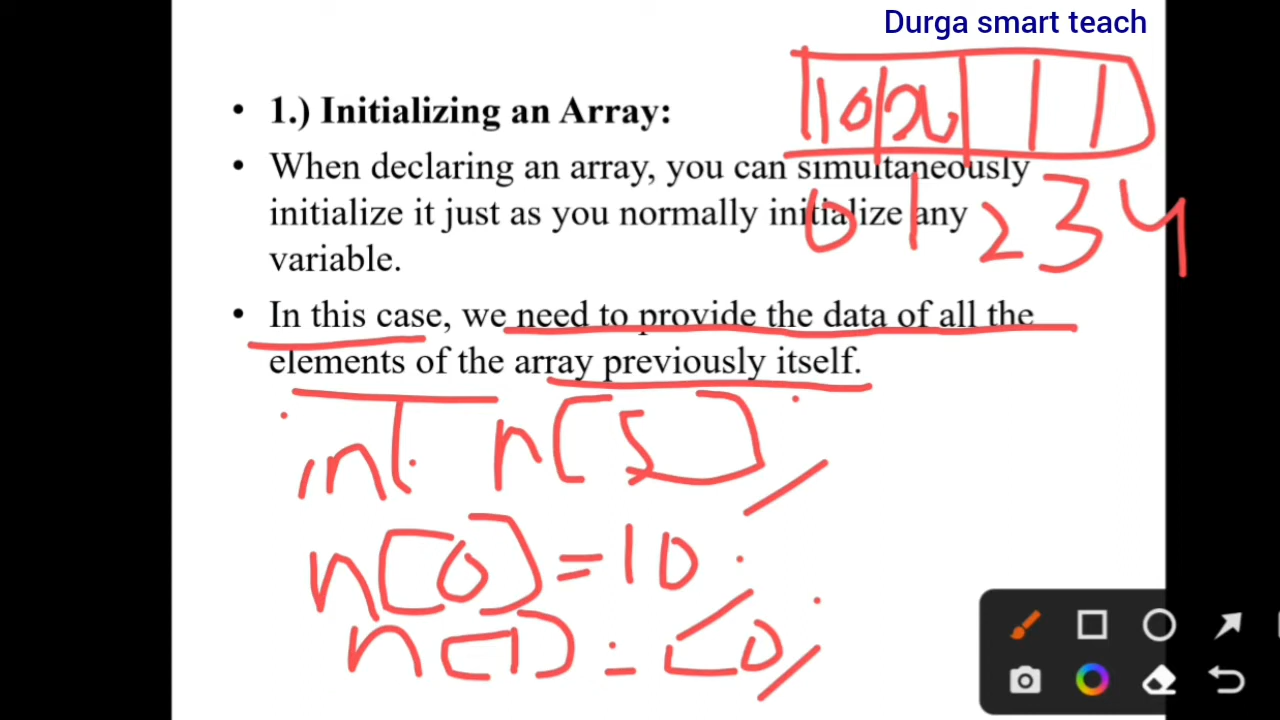 Durga smart teach
• 1.) Initializing an Array:
• When declaring an array, you can simultaneously
initialize it just as you normally initialize any
variable.
• In this case, we need to provide the data of all the
elements of the array previously itself.
10
0 1 2 3 4
int n[5];
n[0] = 10;
n[1] =